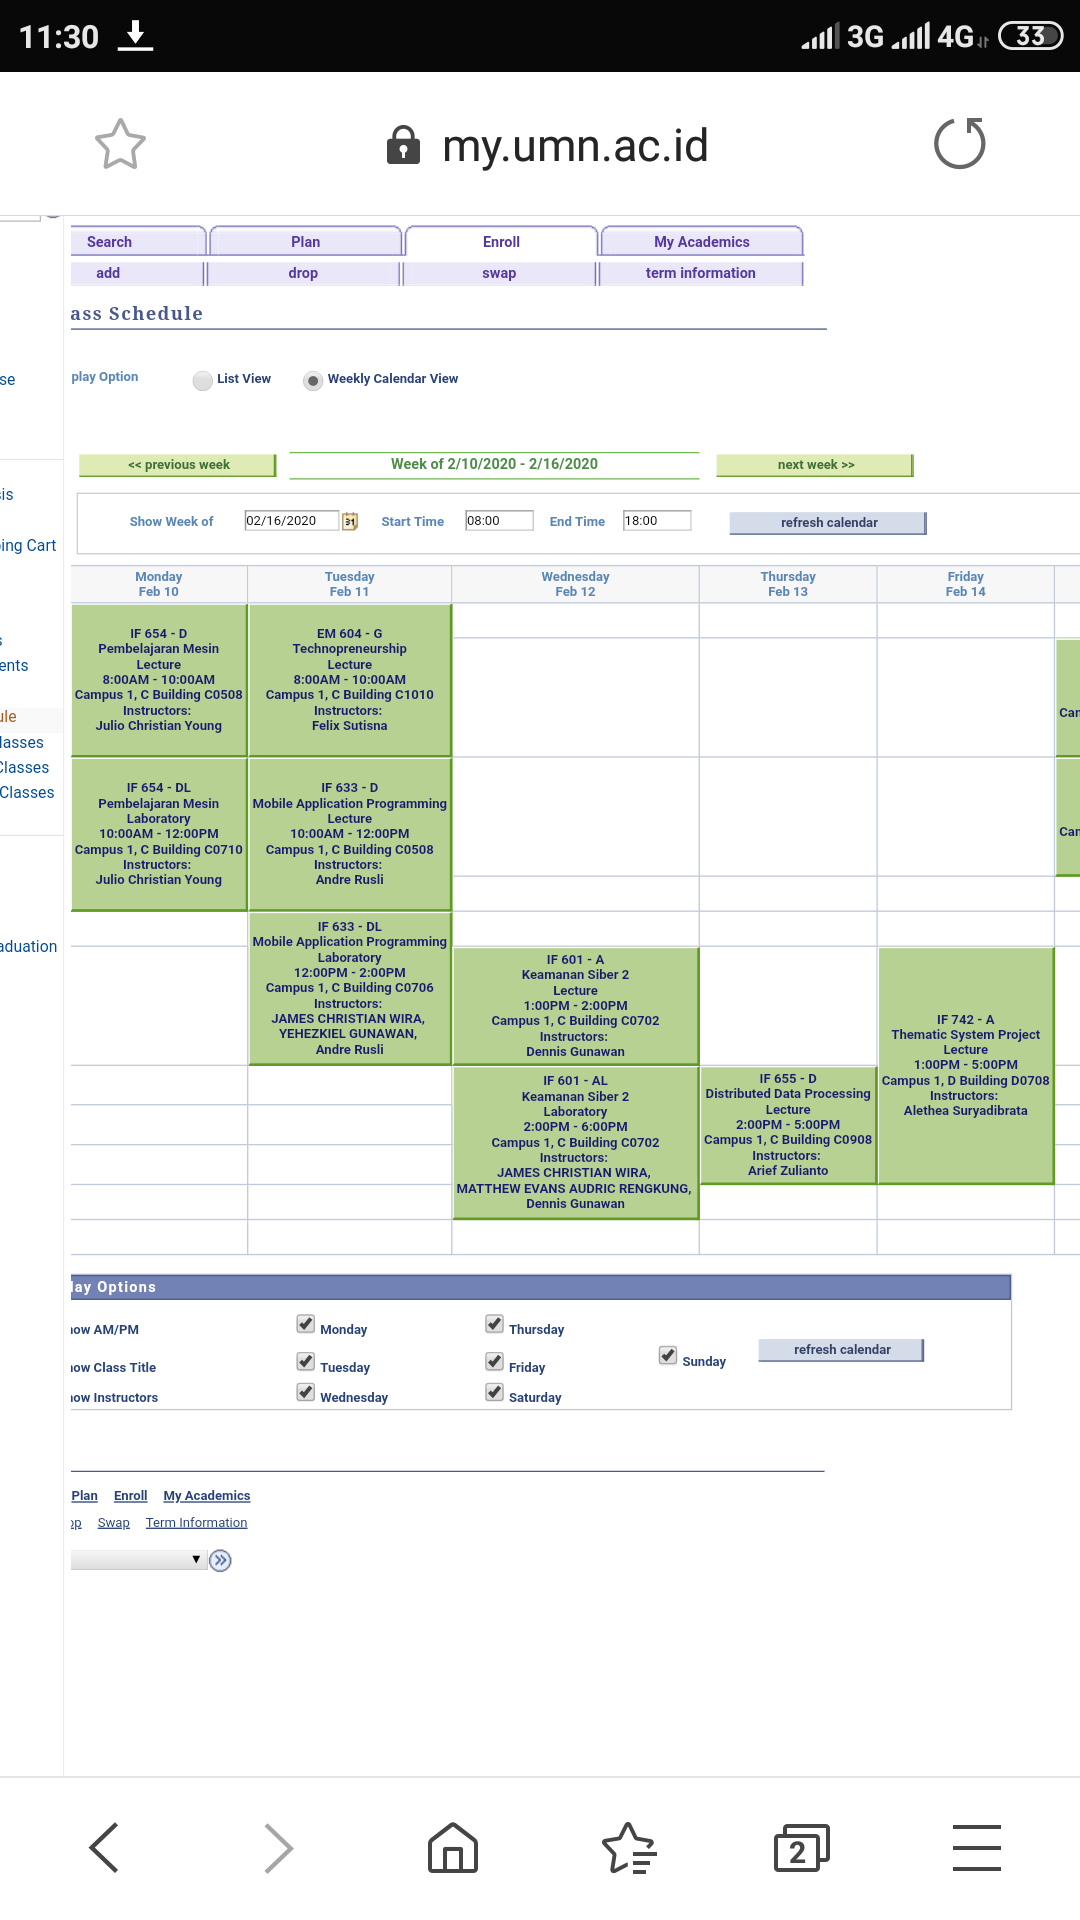 11:30
3G 4G 33
my.umn.ac.id
Search Plan Enroll My Academics
add drop swap term information
ass Schedule
play Option List View Weekly Calendar View
<< previous week Week of 2/10/2020 - 2/16/2020 next week >>
Show Week of 02/16/2020 31 Start Time 08:00 End Time 18:00 refresh calendar
Monday
Feb 10
Tuesday
Feb 11
Wednesday
Feb 12
Thursday
Feb 13
Friday
Feb 14
IF 654 - D
Pembelajaran Mesin
Lecture
8:00AM - 10:00AM
Campus 1, C Building C0508
Instructors:
Julio Christian Young
EM 604 - G
Technopreneurship
Lecture
8:00AM - 10:00AM
Campus 1, C Building C1010
Instructors:
Felix Sutisna
Can
IF 654 - DL
Pembelajaran Mesin
Laboratory
10:00AM - 12:00PM
Campus 1, C Building C0710
Instructors:
Julio Christian Young
IF 633 - D
Mobile Application Programming
Lecture
10:00AM - 12:00PM
Campus 1, C Building C0508
Instructors:
Andre Rusli
Can
IF 633 - DL
Mobile Application Programming
Laboratory
12:00PM - 2:00PM
Campus 1, C Building C0706
Instructors:
JAMES CHRISTIAN WIRA,
YEHEZKIEL GUNAWAN,
Andre Rusli
IF 601 - A
Keamanan Siber 2
Lecture
1:00PM - 2:00PM
Campus 1, C Building C0702
Instructors:
Dennis Gunawan
IF 601 - AL
Keamanan Siber 2
Laboratory
2:00PM - 6:00PM
Campus 1, C Building C0702
Instructors:
JAMES CHRISTIAN WIRA,
MATTHEW EVANS AUDRIC RENGKUNG,
Dennis Gunawan
IF 655 - D
Distributed Data Processing
Lecture
2:00PM - 5:00PM
Campus 1, C Building C0908
Instructors:
Arief Zulianto
IF 742 - A
Thematic System Project
Lecture
1:00PM - 5:00PM
Campus 1, D Building D0708
Instructors:
Alethea Suryadibrata
se
is
ing Cart
s
ents
ule
lasses
Classes
Classes
aduation
lay Options
how AM/PM Monday Thursday
how Class Title Tuesday Friday Sunday refresh calendar
how Instructors Wednesday Saturday
Plan Enroll My Academics
op Swap Term Information
2